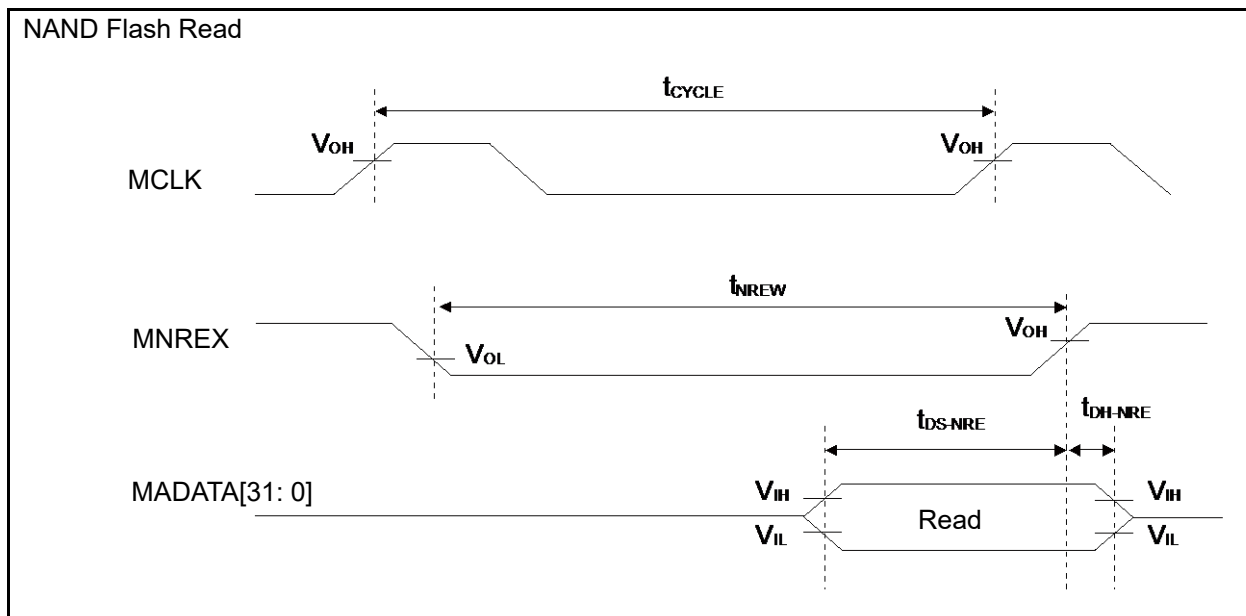 NAND Flash Read
tCYCLE
VOH
VOH
MCLK
tNREW
MNREX
VOL
VOH
tDS-NRE
tDH-NRE
MADATA[31: 0]
VIH
VIL
Read
VIH
VIL